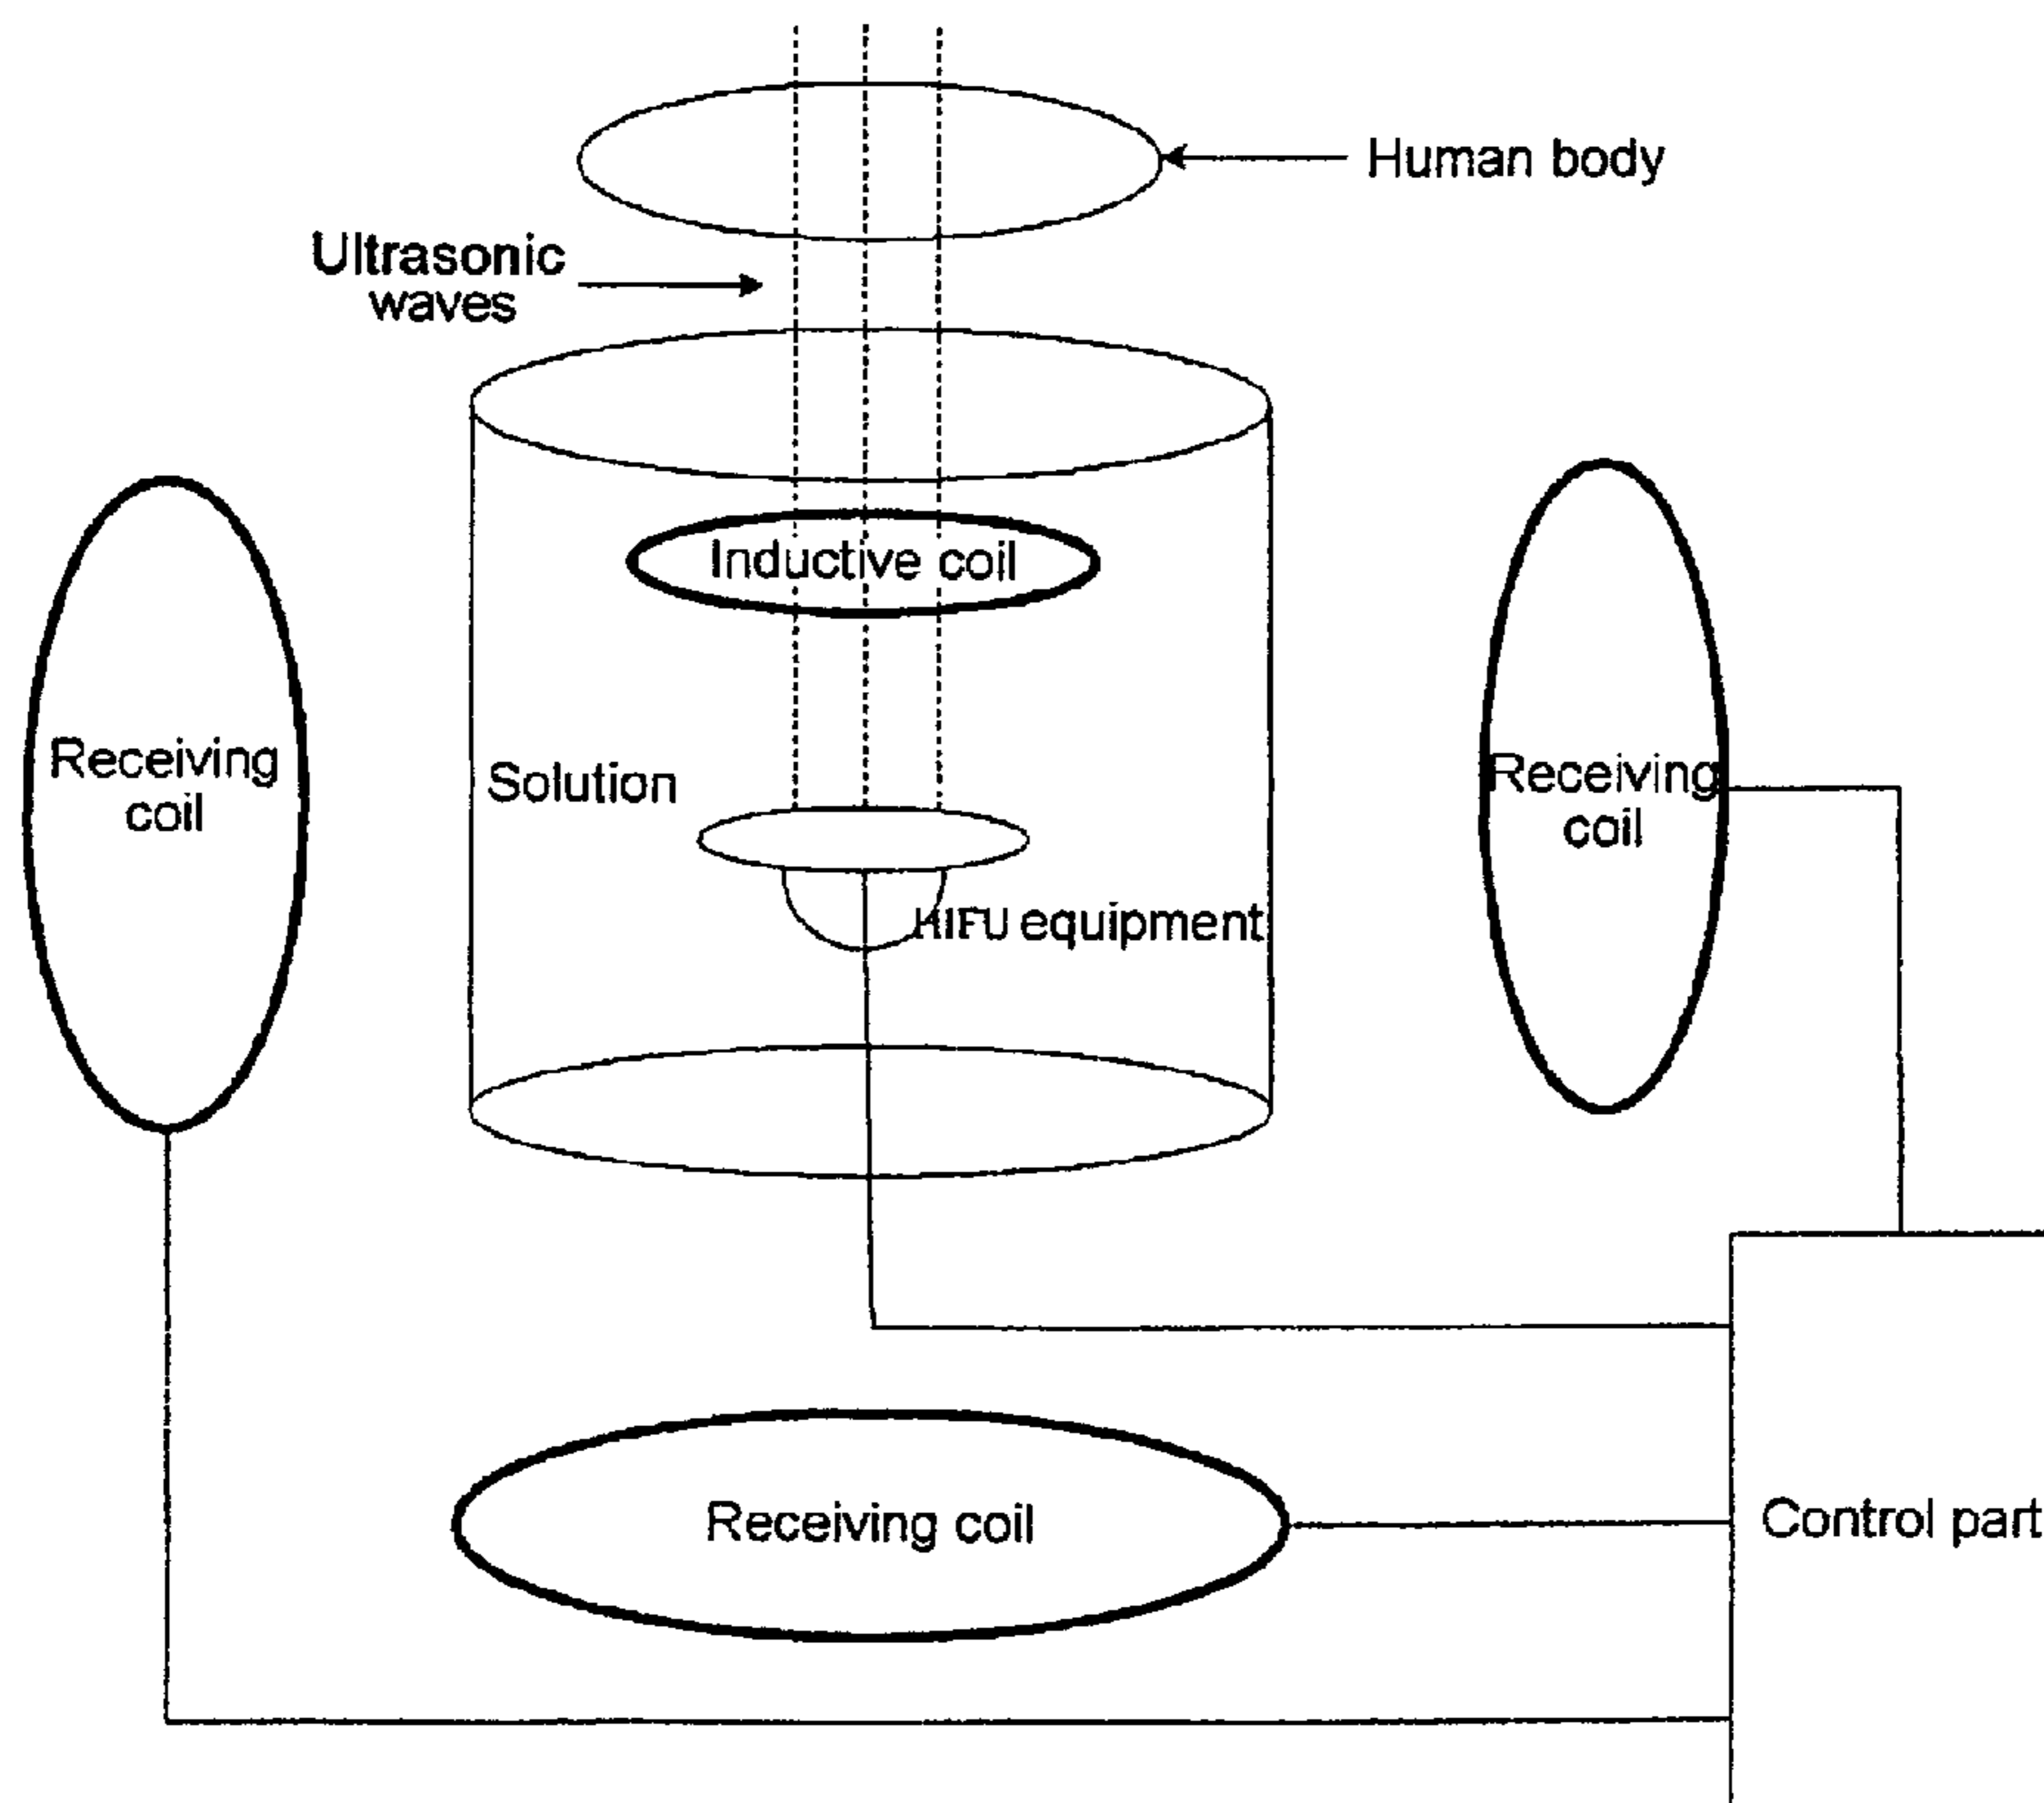 Human body
Ultrasonic
waves
Inductive coil
Receiving
coil
Solution
Receiving
coil
HIFU equipment
Receiving coil
Control part